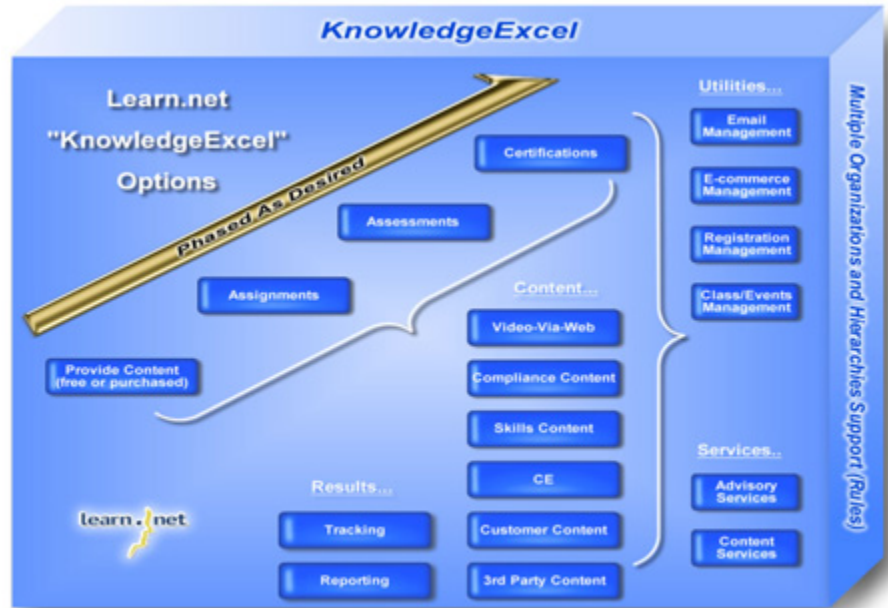 KnowledgeExcel
Learn.net
"KnowledgeExcel"
Options
Phased As Desired
Certifications
Assessments
Assignments
Provide Content
(free or purchased)
Utilities...
Email
Management
E-commerce
Management
Registration
Management
Class/Events
Management
Content...
Video-Via-Web
Compliance Content
Skills Content
CE
Customer Content
3rd Party Content
Results...
Tracking
Reporting
Services..
Advisory
Services
Content
Services
learn.net
Multiple Organizations and Hierarchies Support (Rules)